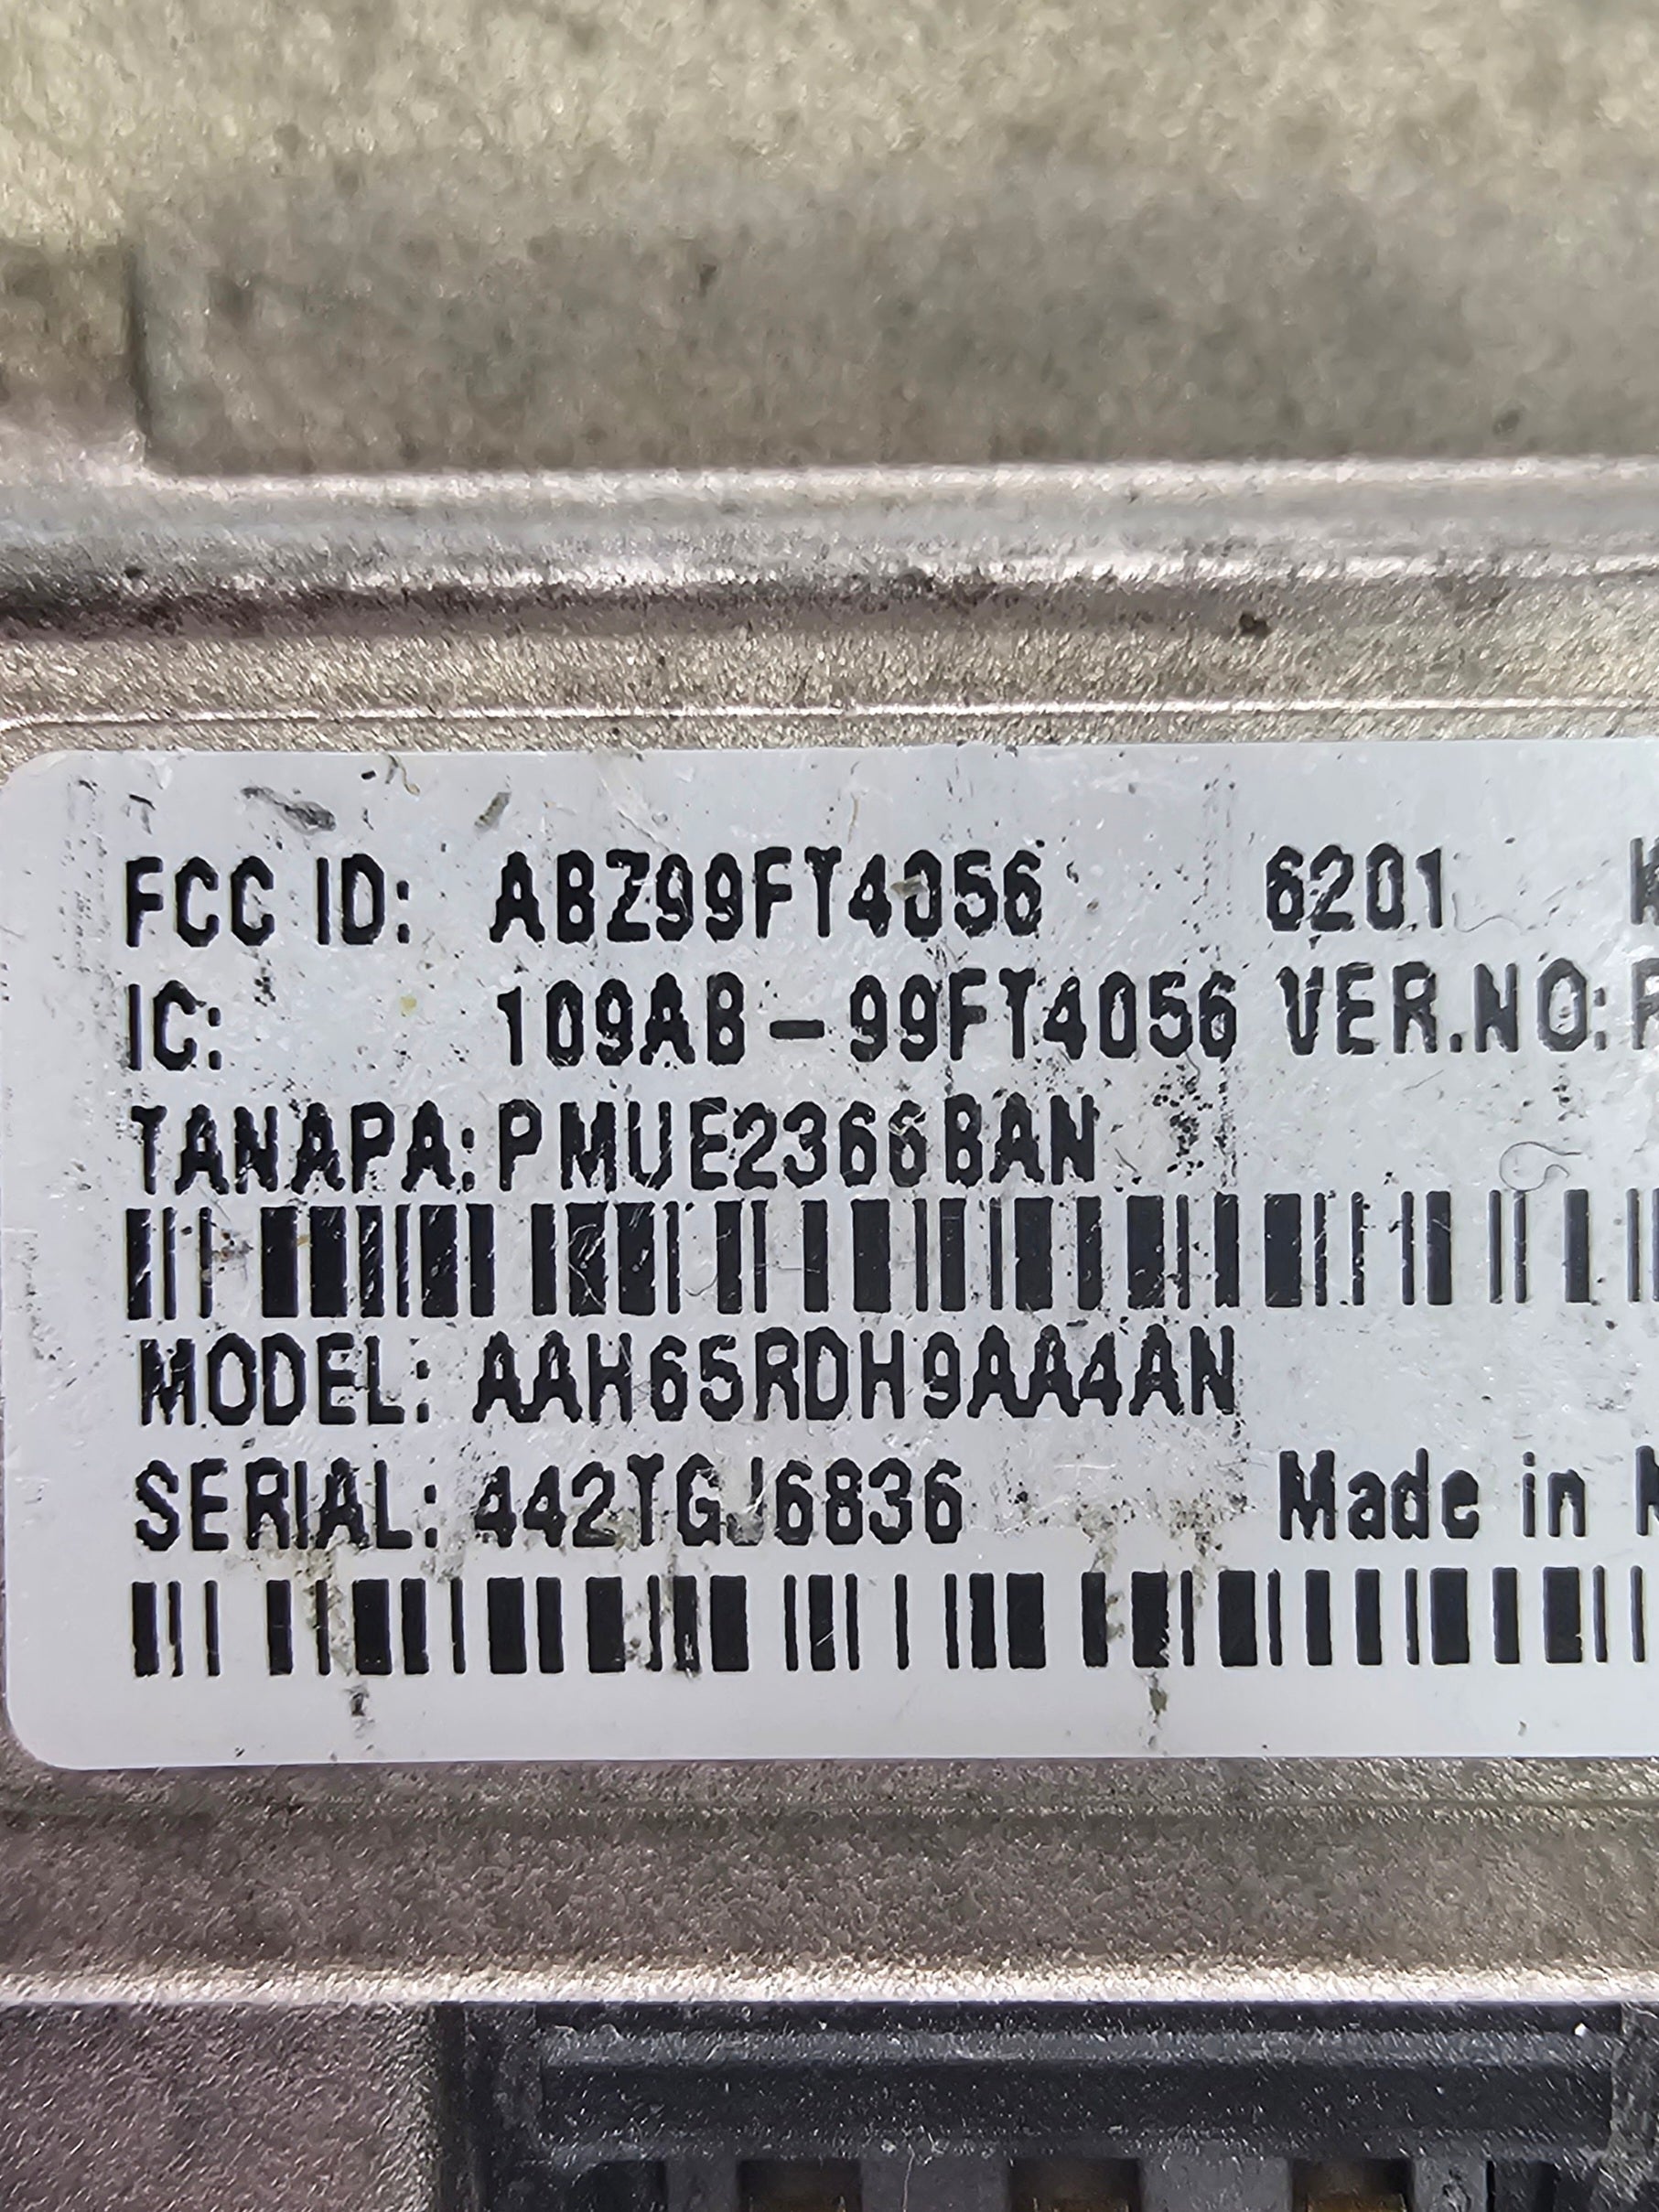 FCC ID: ABZ99FT4056 6201
IC: 109AB-99FT4056 VER.NO:
TANAPA: PMUE2366BAN
MODEL: AAH65RDH9AA4AN
SERIAL: 442TGJ6836 Made in